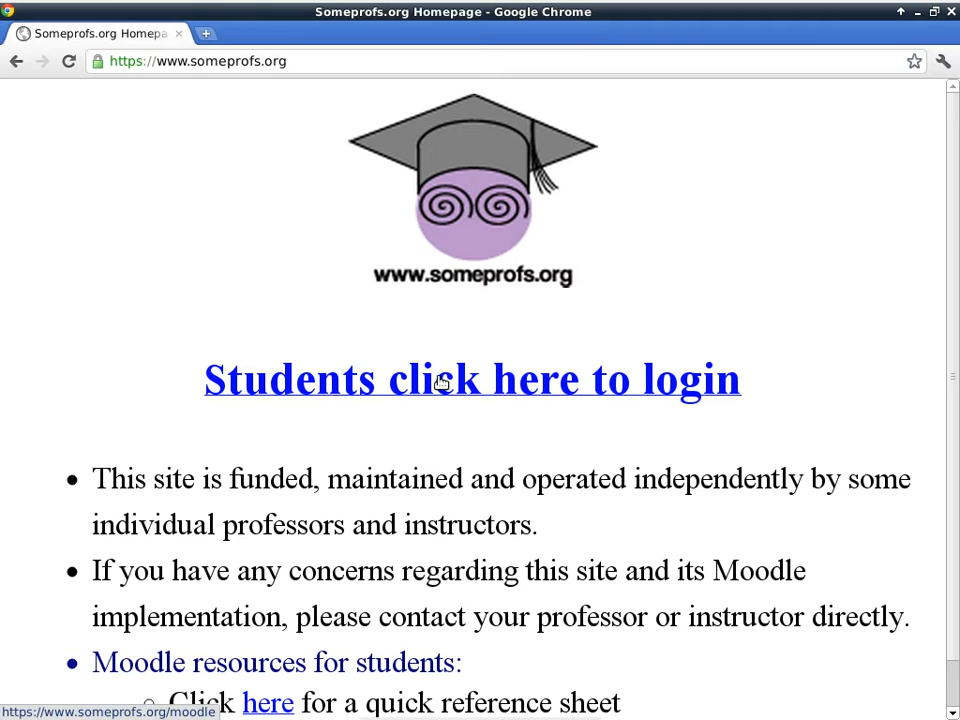 Someprofs.org Homepage - Google Chrome
Someprofs.org Homepa
https://www.someprofs.org
www.someprofs.org
Students click here to login
This site is funded, maintained and operated independently by some
individual professors and instructors.
If you have any concerns regarding this site and its Moodle
implementation, please contact your professor or instructor directly.
Moodle resources for students:
Click here for a quick reference sheet
https://www.someprofs.org/moodle